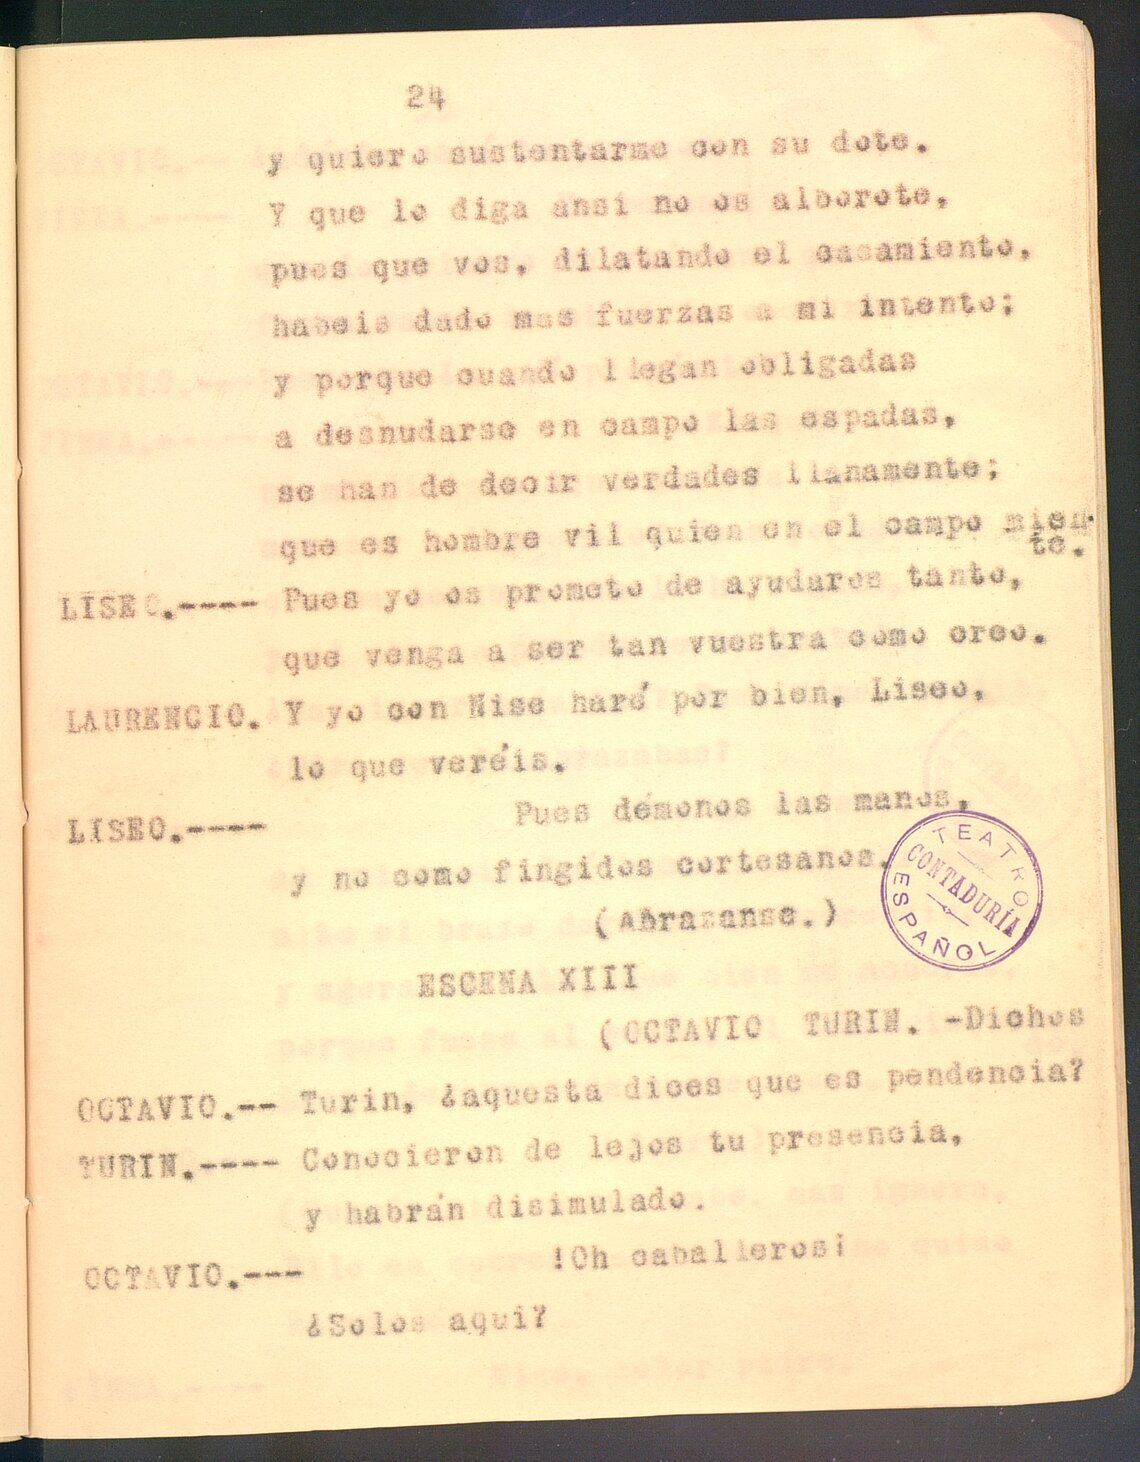 24
y quiero sustentarme con su dote.
Y que lo diga ansi no os alborote,
pues que vos, dilatando el casamiento,
habeis dado mas fuerzas a mi intento;
y porque cuando llegan obligadas
a desnudarse en campo las espadas,
se han de decir verdades llanamente;
que es hombre vil quien en el campo mien-
te.
LISEO.---- Pues yo os prometo de ayudaros tanto,
que venga a ser tan vuestra como creo.
LAURENCIO. Y yo con Nise haré por bien, Liseo,
lo que veréis.
LISEO.---- Pues démonos las manos,
y no como fingidos cortesanos.
(Abrazanse.)
TEATRO ESPAÑOL
CONTADURÍA
ESCENA XIII
(OCTAVIO TURIN. -Dichos
OCTAVIO.-- Turin, ¿aquesta dices que es pendencia?
TURIN.---- Conocieron de lejos tu presencia,
y habrán disimulado.
OCTAVIO.--- !Oh caballeros¡
¿Solos aqui?